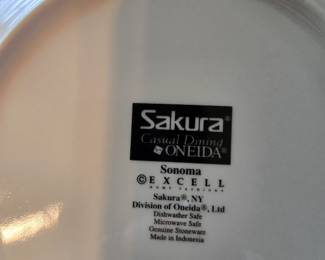 Sakura®
Casual Dining
by ONEIDA®
Sonoma
© EXCELL
HOME FASHIONS
Sakura®, NY
Division of Oneida®, Ltd
Dishwasher Safe
Microwave Safe
Genuine Stoneware
Made in Indonesia